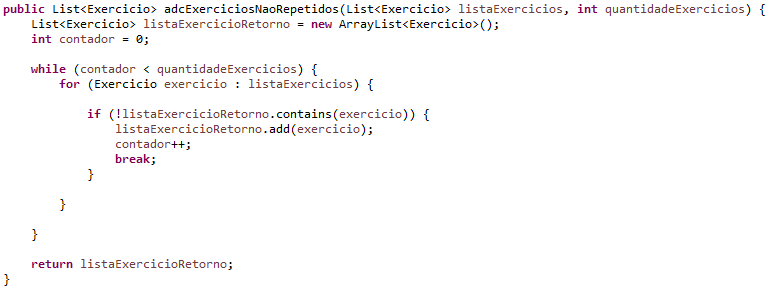 public List<Exercicio> adcExerciciosNaoRepetidos(List<Exercicio> listaExercicios, int quantidadeExercicios) {
    List<Exercicio> listaExercicioRetorno = new ArrayList<Exercicio>();
    int contador = 0;

    while (contador < quantidadeExercicios) {
        for (Exercicio exercicio : listaExercicios) {

            if (!listaExercicioRetorno.contains(exercicio)) {
                listaExercicioRetorno.add(exercicio);
                contador++;
                break;
            }

        }

    }

    return listaExercicioRetorno;
}